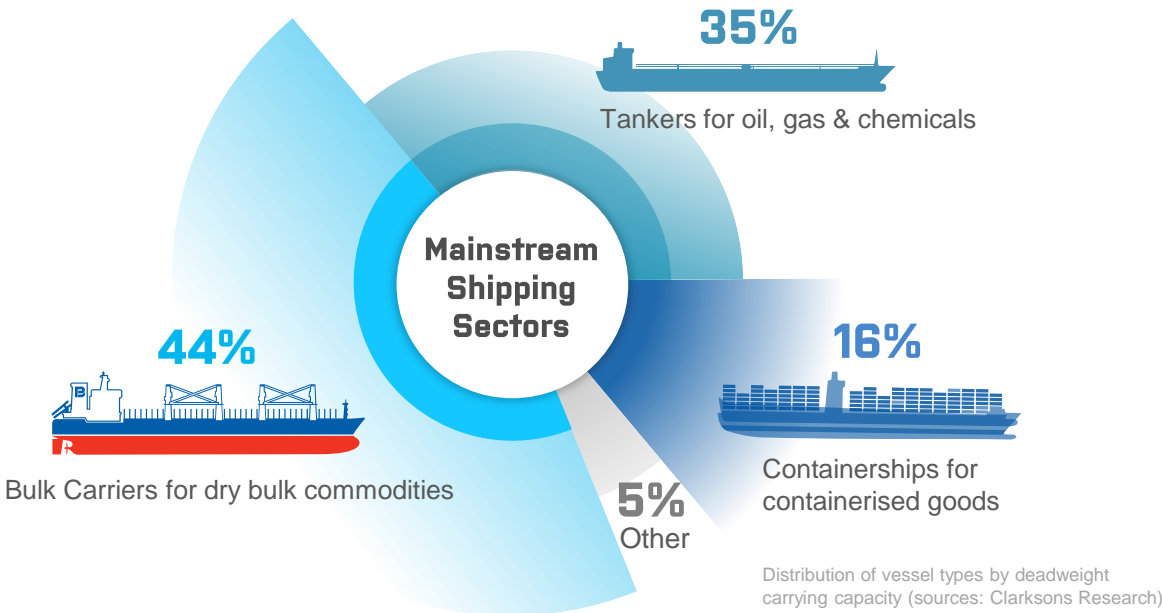 35%
Tankers for oil, gas & chemicals
Mainstream
Shipping
Sectors
44%
Bulk Carriers for dry bulk commodities
16%
Containerships for
containerised goods
5%
Other
Distribution of vessel types by deadweight
carrying capacity (sources: Clarksons Research)